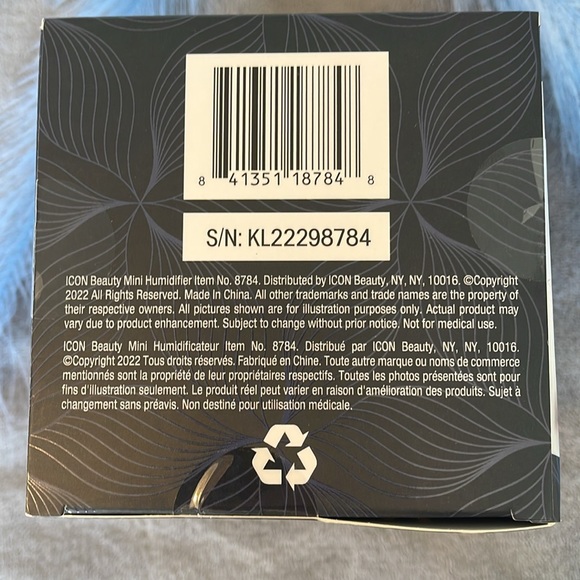 8 41351 18784 8
S/N: KL22298784
ICON Beauty Mini Humidifier Item No. 8784. Distributed by ICON Beauty, NY, NY, 10016. ©Copyright
2022 All Rights Reserved. Made In China. All other trademarks and trade names are the property of
their respective owners. All pictures shown are for illustration purposes only. Actual product may
vary due to product enhancement. Subject to change without prior notice. Not for medical use.
ICON Beauty Mini Humidificateur Item No. 8784. Distribué par ICON Beauty, NY, NY, 10016.
©Copyright 2022 Tous droits réservés. Fabriqué en Chine. Toute autre marque ou noms de commerce
mentionnés sont la propriété de leur propriétaires respectifs. Toutes les photos présentées sont pour
fins d'illustration seulement. Le produit réel peut varier en raison d'amélioration des produits. Sujet à
changement sans préavis. Non destiné pour utilisation médicale.